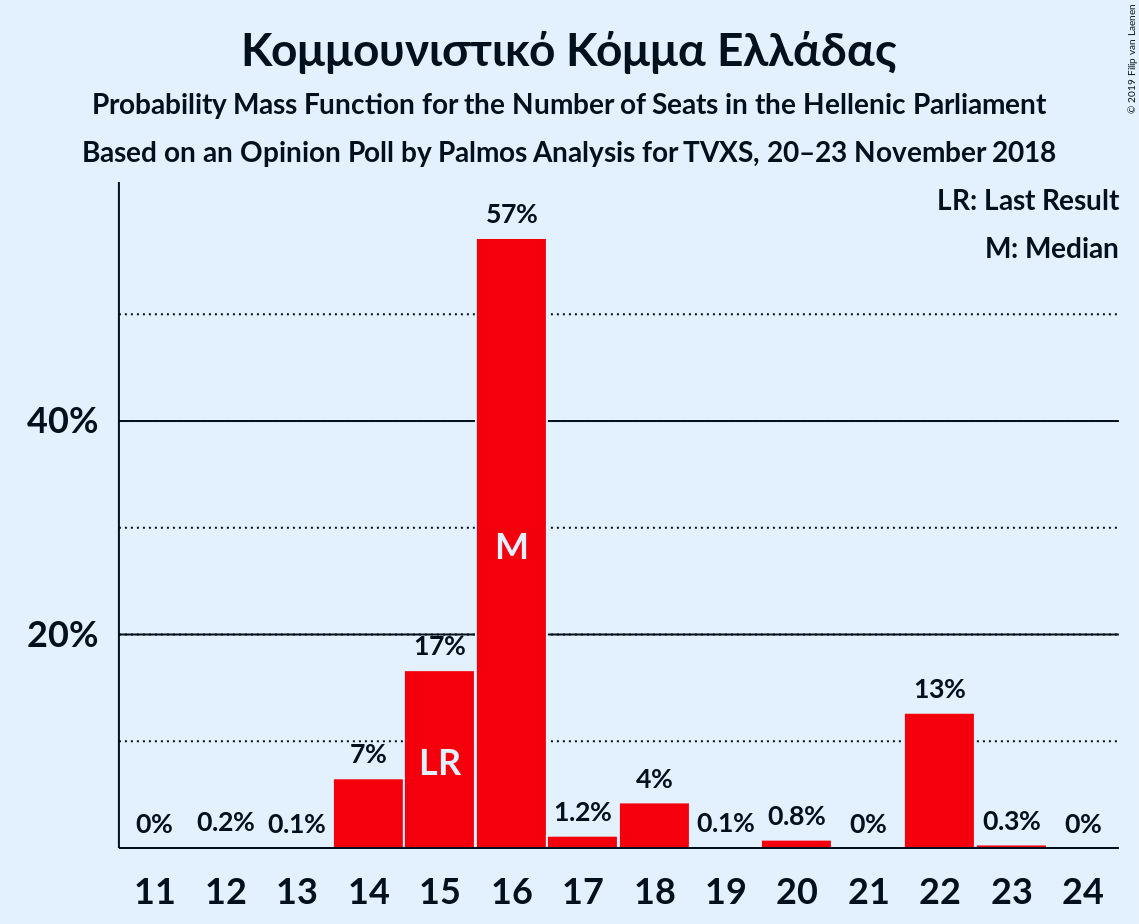 Κομμουνιστικό Κόμμα Ελλάδας
Probability Mass Function for the Number of Seats in the Hellenic Parliament
Based on an Opinion Poll by Palmos Analysis for TVXS, 20–23 November 2018
© 2019 Filip van Laenen
LR: Last Result
M: Median
57%
40%
M
20%
17%
13%
7%
LR
4%
0%
0.2%
0.1%
1.2%
0.1%
0.8%
0%
0.3%
0%
11 12 13 14 15 16 17 18 19 20 21 22 23 24